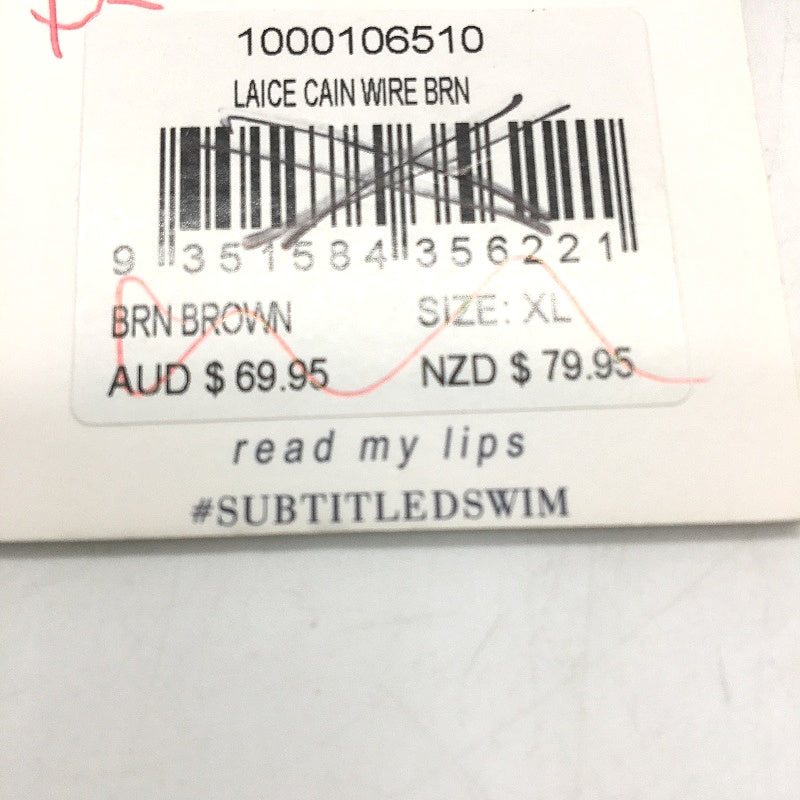 1000106510
LAICE CAIN WIRE BRN
9 351584 356221
BRN BROWN SIZE: XL
AUD $ 69.95 NZD $ 79.95
read my lips
#SUBTITLEDSWIM